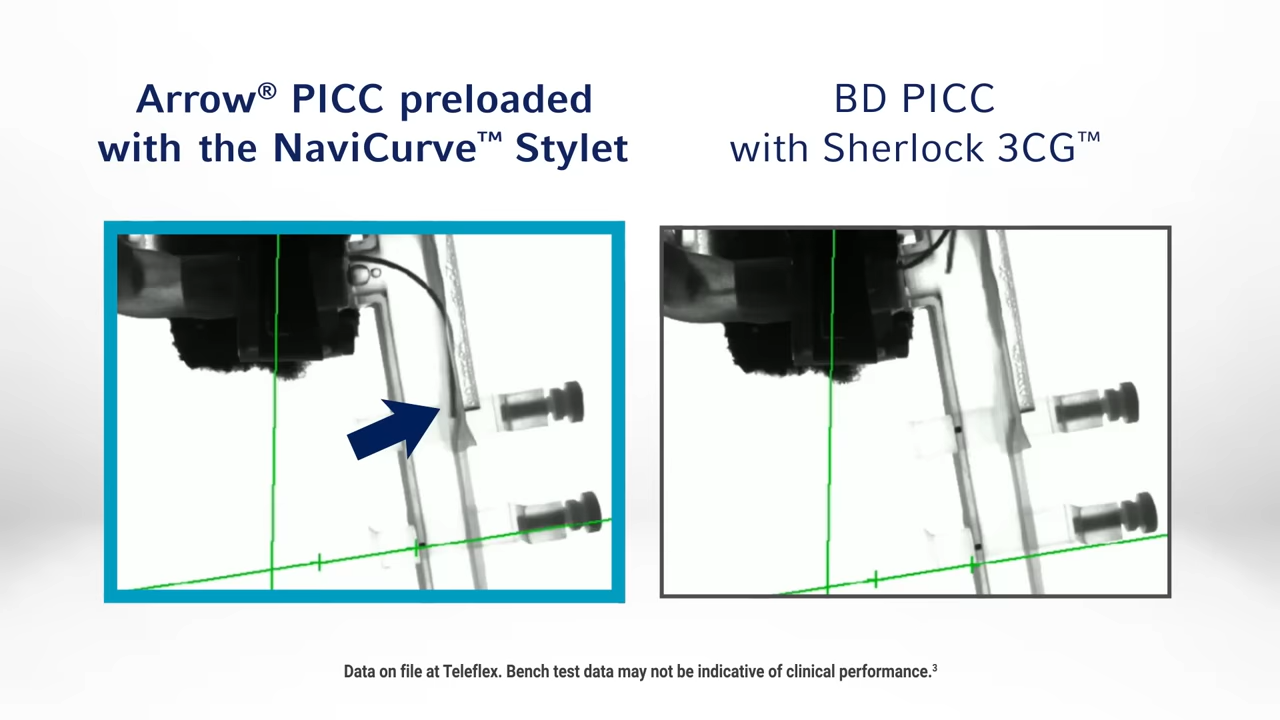 Arrow® PICC preloaded
with the NaviCurve™ Stylet
BD PICC
with Sherlock 3CG™
Data on file at Teleflex. Bench test data may not be indicative of clinical performance.³